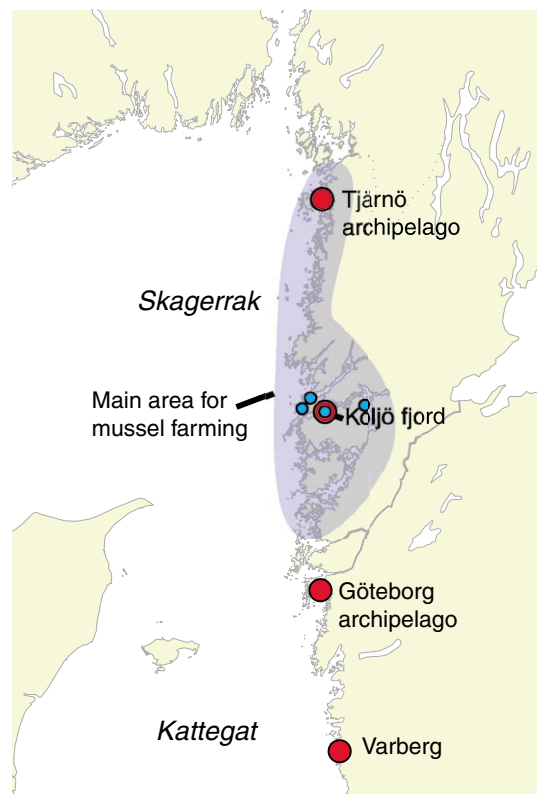 Tjärnö
archipelago
Skagerrak
Main area for
mussel farming
Koljö fjord
Göteborg
archipelago
Kattegat
Varberg